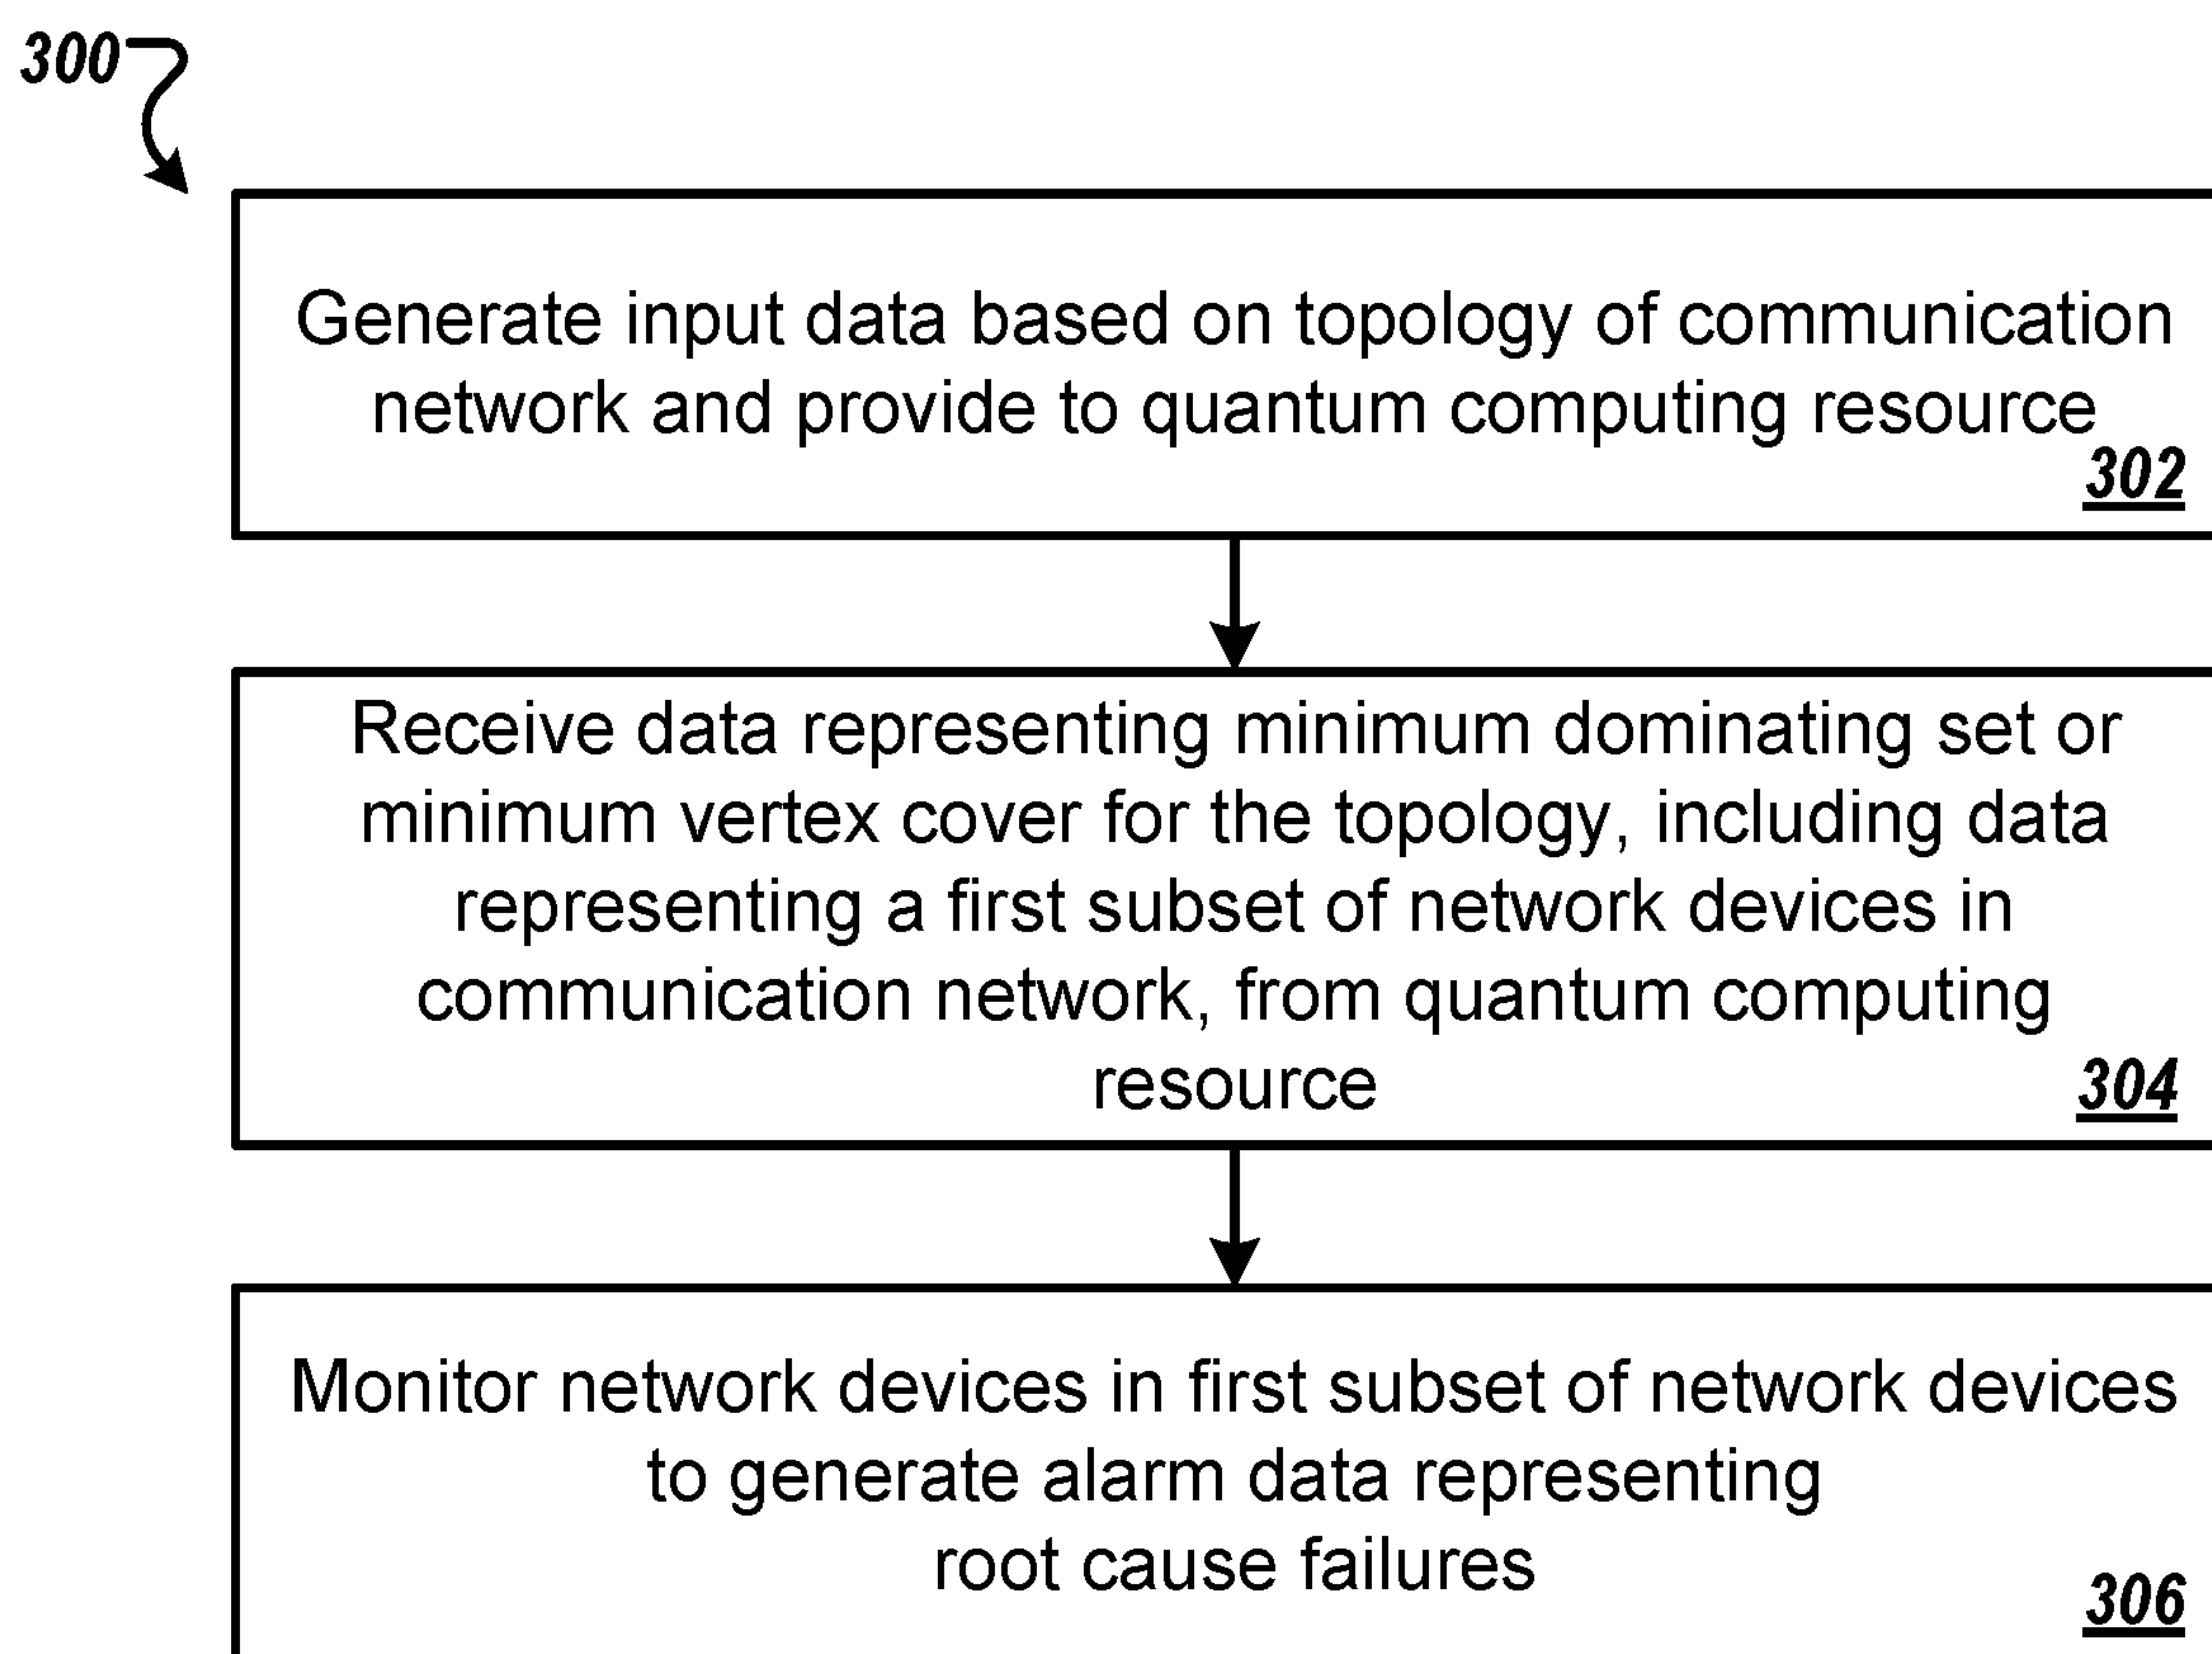 300
Generate input data based on topology of communication
network and provide to quantum computing resource
302
Receive data representing minimum dominating set or
minimum vertex cover for the topology, including data
representing a first subset of network devices in
communication network, from quantum computing
resource
304
Monitor network devices in first subset of network devices
to generate alarm data representing
root cause failures
306